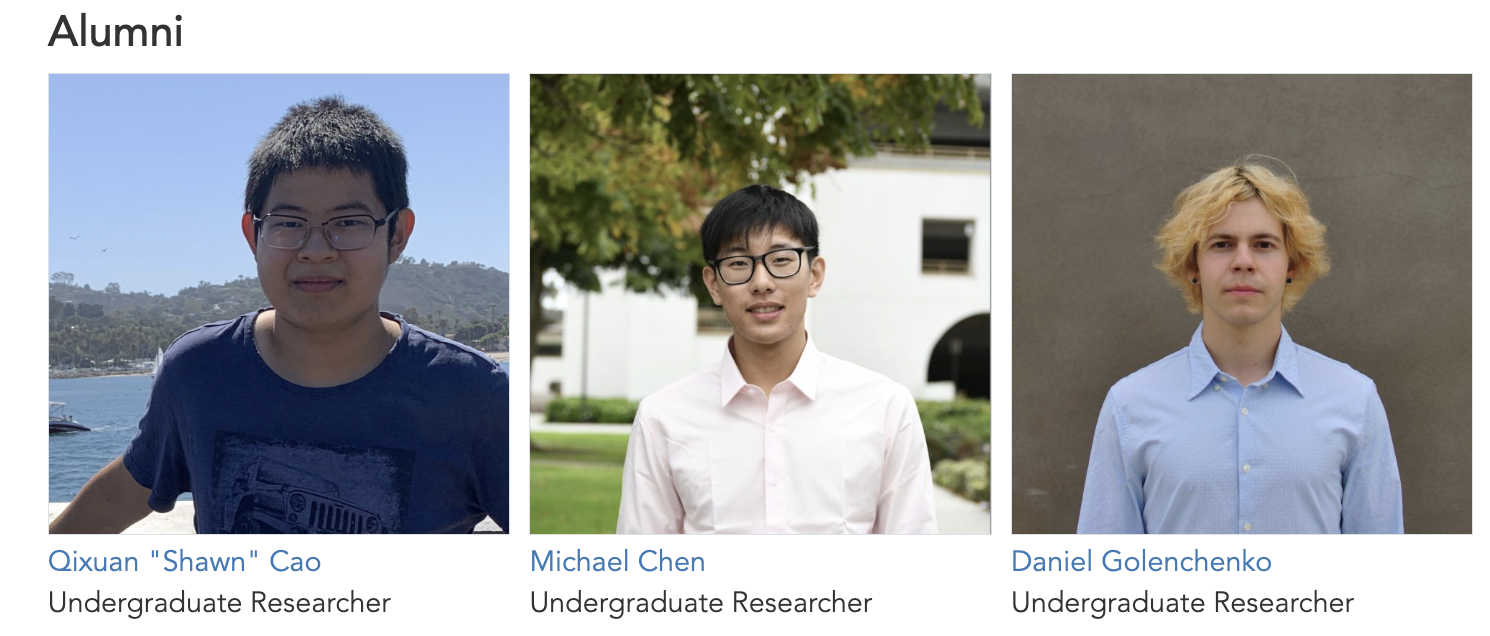 Alumni
Qixuan "Shawn" Cao
Michael Chen
Daniel Golenchenko
Undergraduate Researcher
Undergraduate Researcher
Undergraduate Researcher